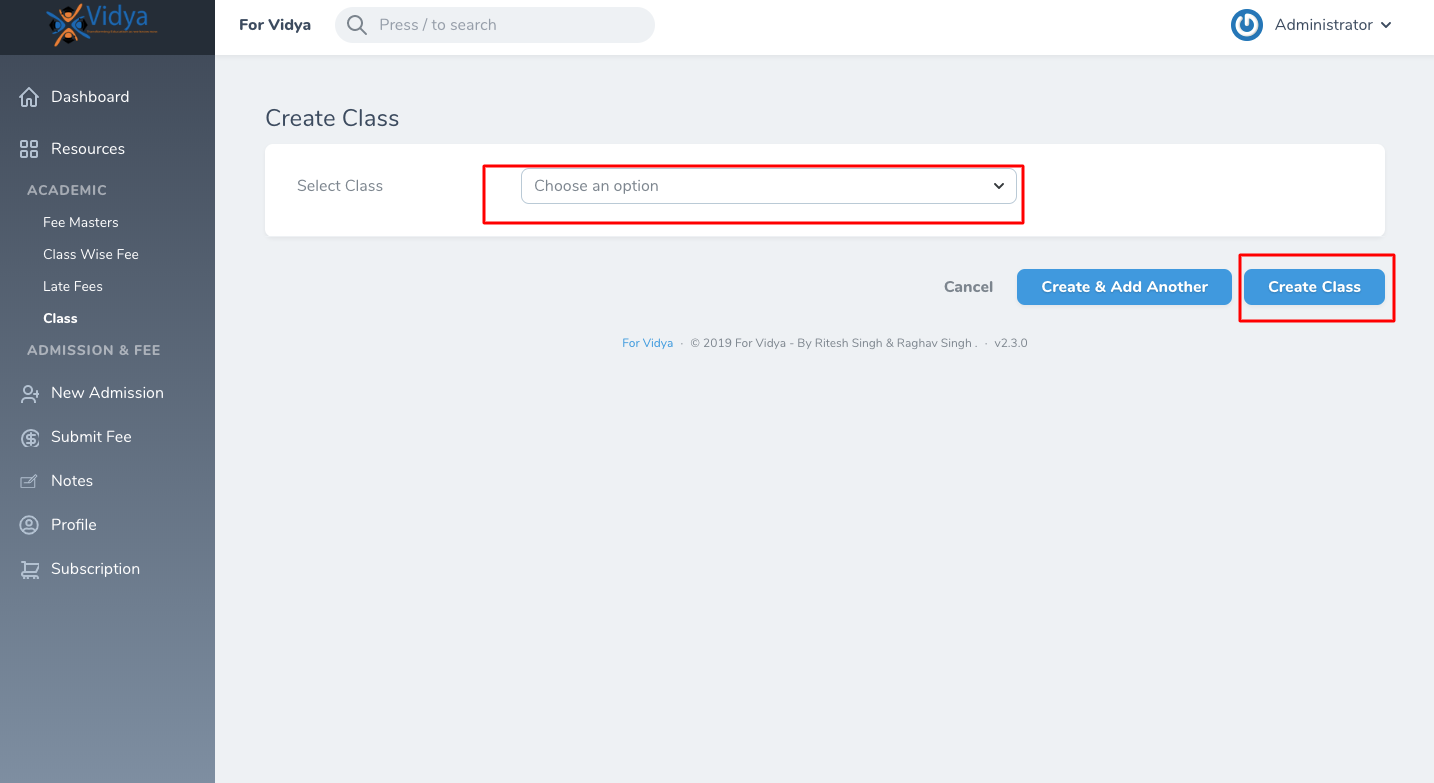 Vidya
For Vidya
Press / to search
Administrator
Dashboard
Resources
ACADEMIC
Fee Masters
Class Wise Fee
Late Fees
Class
ADMISSION & FEE
New Admission
Submit Fee
Notes
Profile
Subscription
Create Class
Select Class
Choose an option
Cancel
Create & Add Another
Create Class
For Vidya · © 2019 For Vidya - By Ritesh Singh & Raghav Singh . · v2.3.0